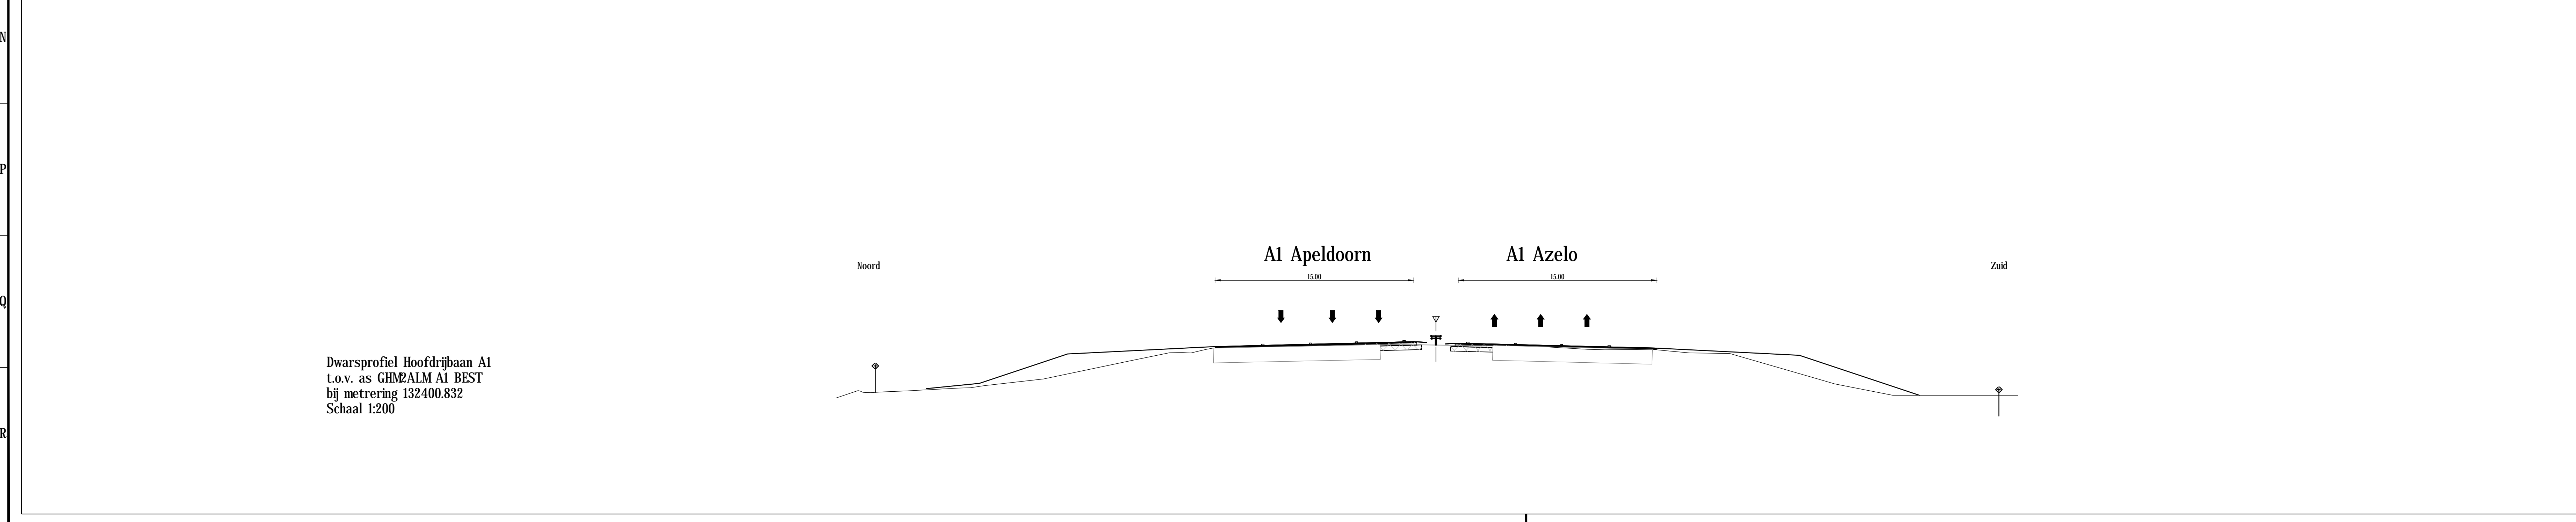 N
P
Q
R
A1 Apeldoorn
A1 Azelo
Noord
15.00
15.00
Zuid
Dwarsprofiel Hoofdrijbaan A1
t.o.v. as GHM2ALM A1 BEST
bij metrering 132400.832
Schaal 1:200